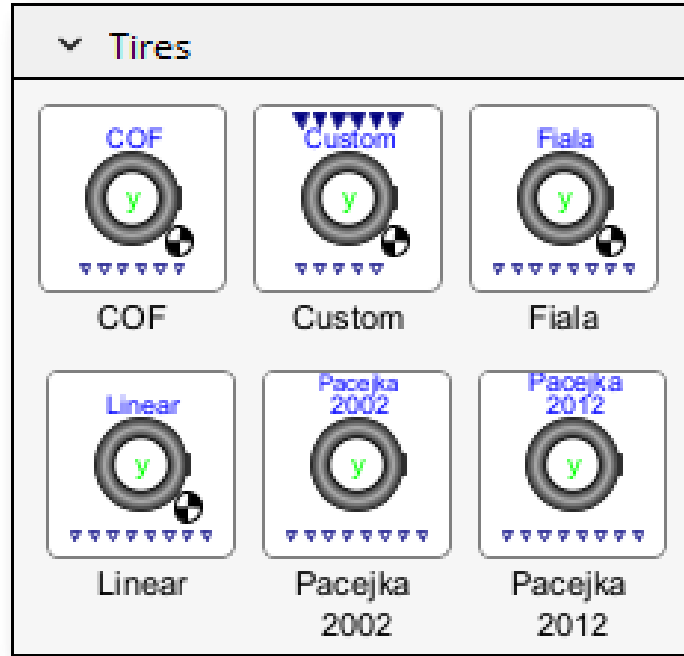 Tires
COF
y
Custom
y
Fiala
y
COF
Custom
Fiala
Linear
y
Pacejka
2002
y
Pacejka
2012
y
Linear
Pacejka
2002
Pacejka
2012